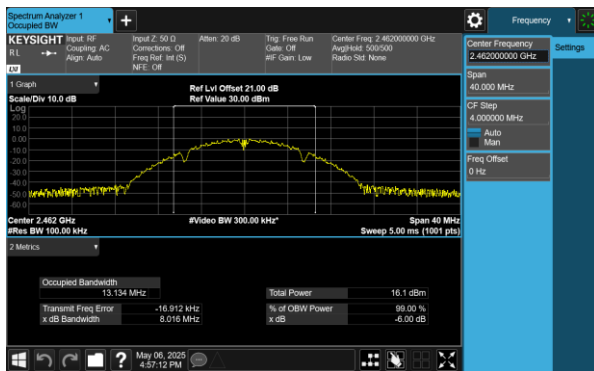 Spectrum Analyzer 1
Occupied BW
Frequency
KEYSIGHT
RL
LXI
Input: RF
Coupling: AC
Align: Auto
Input Z: 50 Ω
Corrections: Off
Freq Ref: Int (S)
NFE: Off
Atten: 20 dB
Trig: Free Run
Gate: Off
#IF Gain: Low
Center Freq: 2.462000000 GHz
Avg|Hold: 500/500
Radio Std: None
Center Frequency
2.462000000 GHz
Settings
Span
40.000 MHz
CF Step
4.000000 MHz
Auto
Man
Freq Offset
0 Hz
1 Graph
Scale/Div 10.0 dB
Ref Lvl Offset 21.00 dB
Ref Value 30.00 dBm
Log
20.0
10.0
0.00
-10.0
-20.0
-30.0
-40.0
-50.0
-60.0
Center 2.462 GHz
#Res BW 100.00 kHz
#Video BW 300.00 kHz*
Span 40 MHz
Sweep 5.00 ms (1001 pts)
2 Metrics
Occupied Bandwidth
13.134 MHz
Total Power 16.1 dBm
Transmit Freq Error -16.912 kHz
% of OBW Power 99.00 %
x dB Bandwidth 8.016 MHz
x dB -6.00 dB
?
May 06, 2025
4:57:12 PM